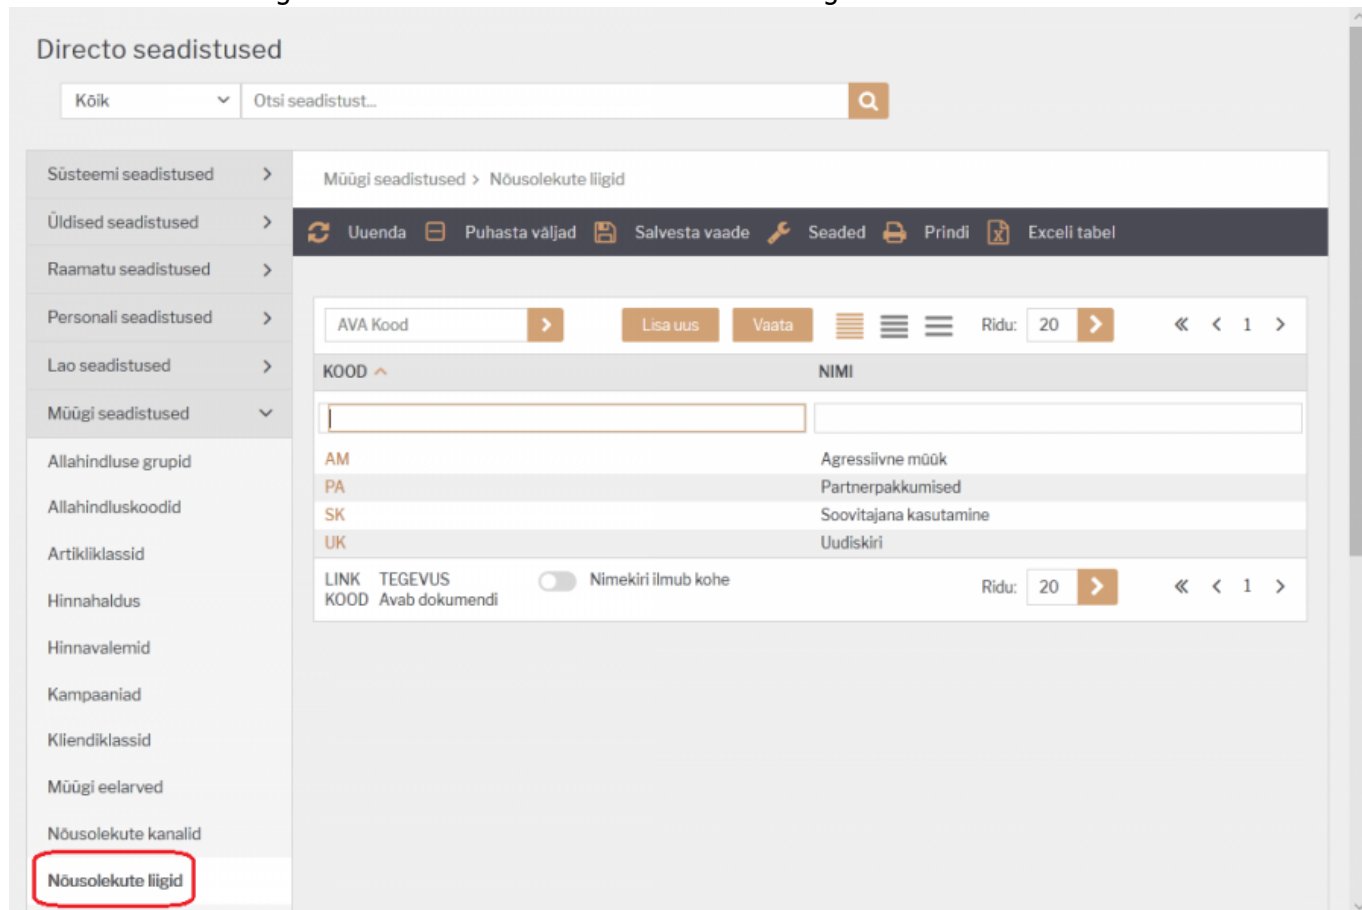 Directo seadistused
Kõik
Otsi seadistust...
Süsteemi seadistused
Üldised seadistused
Raamatu seadistused
Personali seadistused
Lao seadistused
Müügi seadistused
Allahindluse grupid
Allahindluskoodid
Artikliklassid
Hinnahaldus
Hinnavalemid
Kampaaniad
Kliendiklassid
Müügi eelarved
Nõusolekute kanalid
Nõusolekute liigid
Müügi seadistused > Nõusolekute liigid
Uuenda Puhasta väljad Salvesta vaade Seaded Prindi Exceli tabel
AVA Kood Lisa uus Vaata Ridu: 20 1
KOOD NIMI
AM Agressiivne müük
PA Partnerpakkumised
SK Soovitajana kasutamine
UK Uudiskiri
LINK TEGEVUS Nimekiri ilmub kohe Ridu: 20 1
KOOD Avab dokumendi